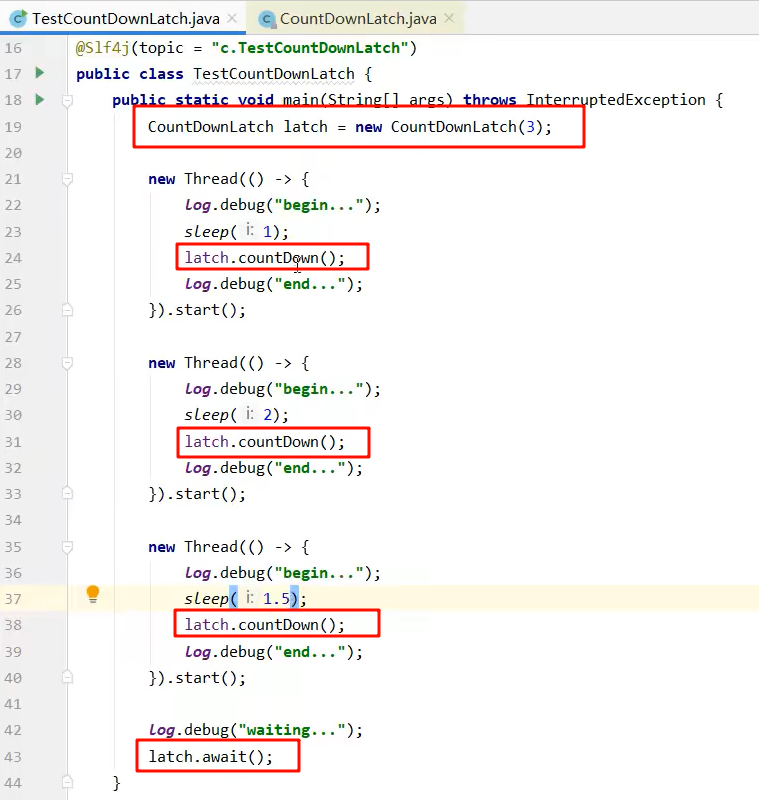 TestCountDownLatch.java × CountDownLatch.java ×
16 @Slf4j(topic = "c.TestCountDownLatch")
17 public class TestCountDownLatch {
18 public static void main(String[] args) throws InterruptedException {
19 CountDownLatch latch = new CountDownLatch(3);
20
21 new Thread(() -> {
22 log.debug("begin...");
23 sleep( i: 1);
24 latch.countDown();
25 log.debug("end...");
26 }).start();
27
28 new Thread(() -> {
29 log.debug("begin...");
30 sleep( i: 2);
31 latch.countDown();
32 log.debug("end...");
33 }).start();
34
35 new Thread(() -> {
36 log.debug("begin...");
37 sleep( i: 1.5);
38 latch.countDown();
39 log.debug("end...");
40 }).start();
41
42 log.debug("waiting...");
43 latch.await();
44 }